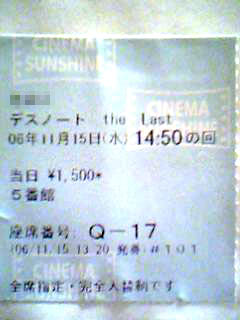 CINEMA
SUNSHINE
デスノート the Last
CINEMA
SUNSHINE
06年11月15日(水) 14:50の回
当日 ¥1,500*
5番館
座席番号: Q-17
(06/11.15.13.20 発券)#101
CINEMA
全席指定・完全入替制です